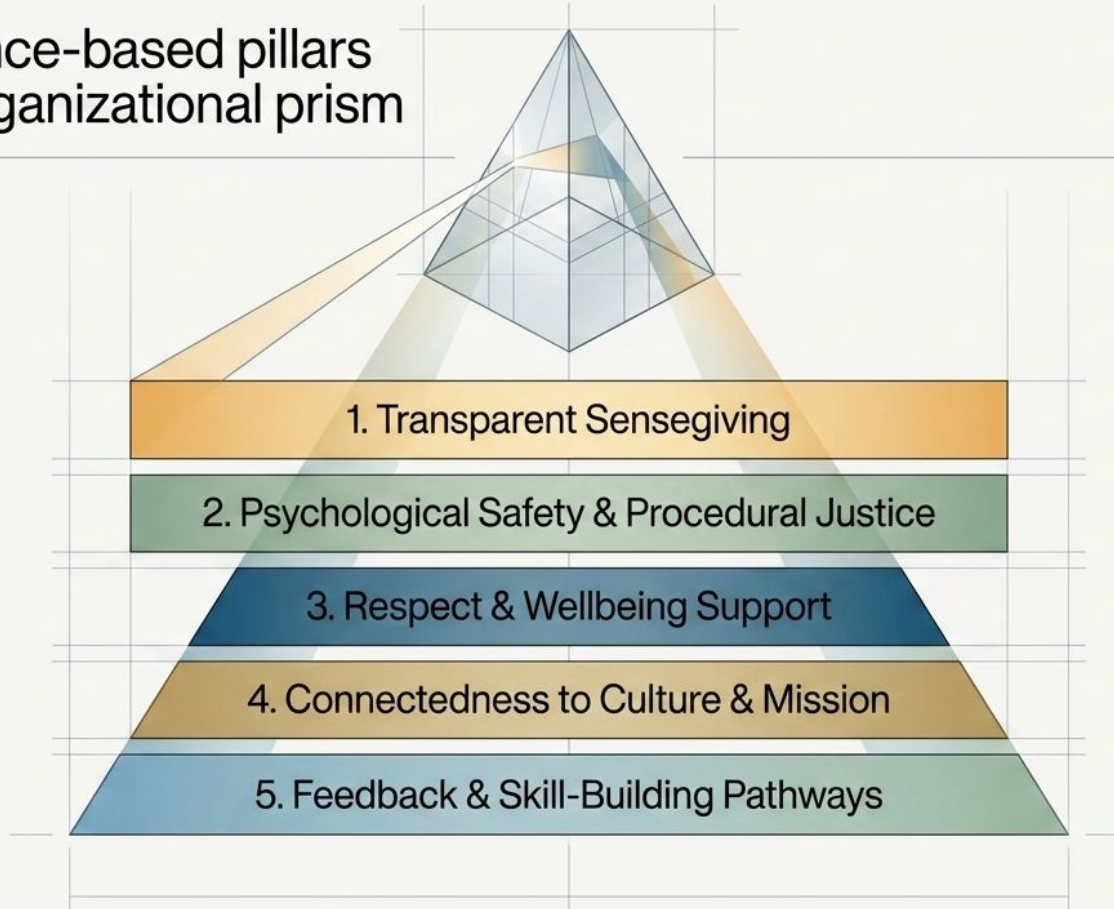 nce-based pillars
ganizational prism
1. Transparent Sensegiving
2. Psychological Safety & Procedural Justice
3. Respect & Wellbeing Support
4. Connectedness to Culture & Mission
5. Feedback & Skill-Building Pathways